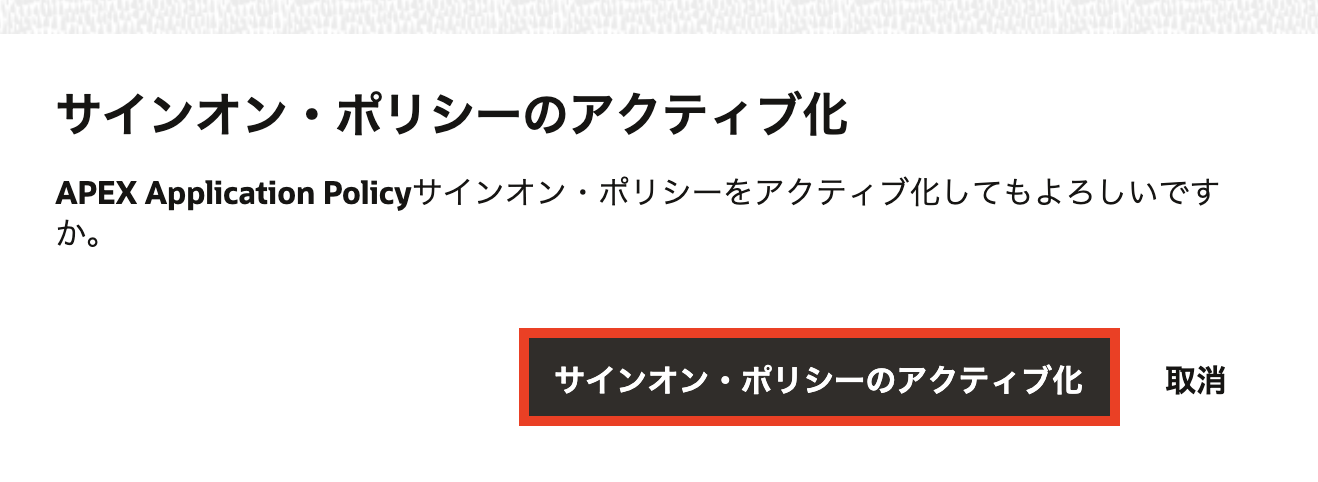 サインオン・ポリシーのアクティブ化
APEX Application Policyサインオン・ポリシーをアクティブ化してもよろしいです
か。
サインオン・ポリシーのアクティブ化
取消